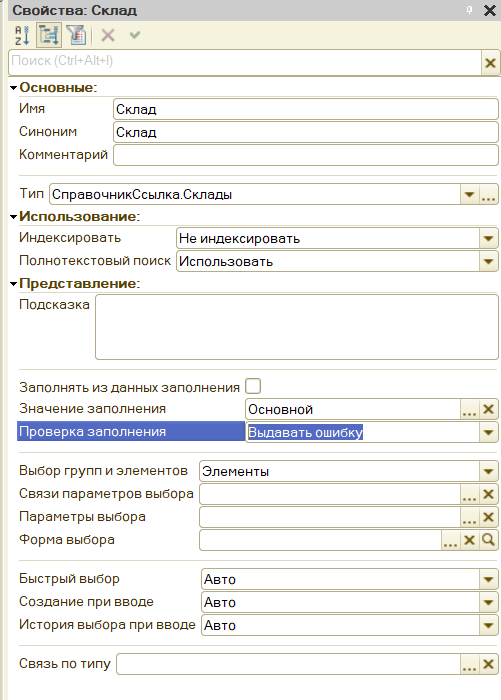 Свойства: Склад
Поиск (Ctrl+Alt+I)
Основные:
Имя Склад
Синоним Склад
Комментарий
Тип СправочникСсылка.Склады
Использование:
Индексировать Не индексировать
Полнотекстовый поиск Использовать
Представление:
Подсказка
Заполнять из данных заполнения
Значение заполнения Основной
Проверка заполнения Выдавать ошибку
Выбор групп и элементов Элементы
Связи параметров выбора
Параметры выбора
Форма выбора
Быстрый выбор Авто
Создание при вводе Авто
История выбора при вводе Авто
Связь по типу